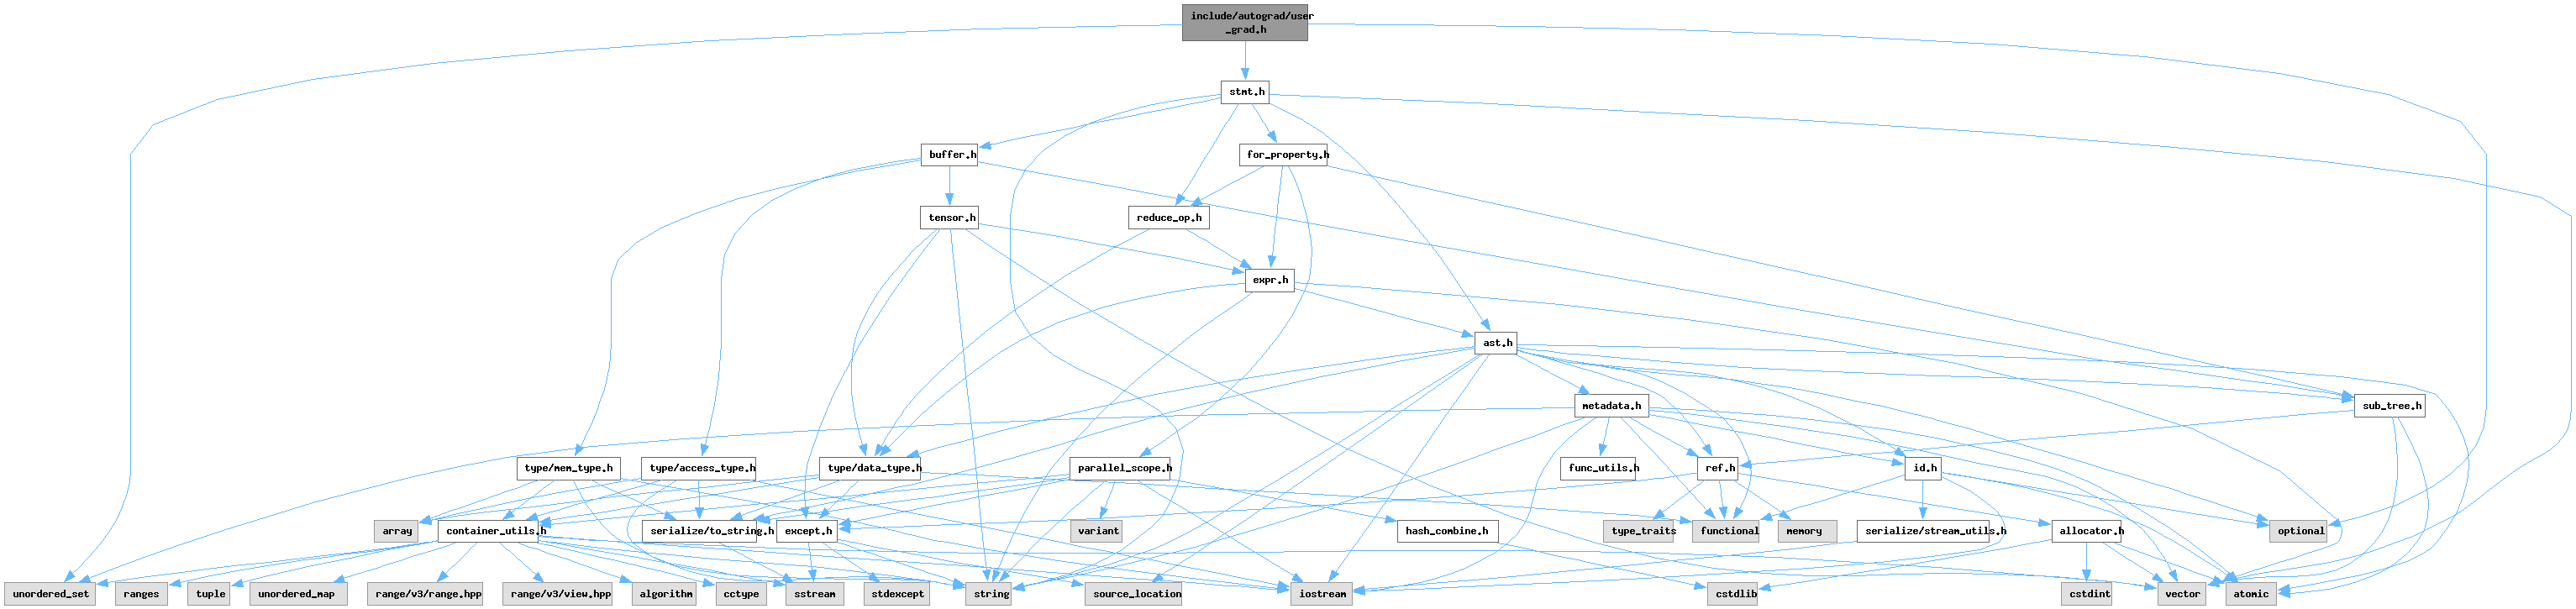 include/autograd/user
_grad.h
stmt.h
buffer.h
for_property.h
tensor.h
reduce_op.h
expr.h
ast.h
metadata.h
sub_tree.h
type/mem_type.h
type/access_type.h
type/data_type.h
parallel_scope.h
func_utils.h
ref.h
id.h
array
container_utils.h
serialize/to_string.h
except.h
variant
hash_combine.h
type_traits
functional
memory
serialize/stream_utils.h
allocator.h
optional
unordered_set
ranges
tuple
unordered_map
range/v3/range.hpp
range/v3/view.hpp
algorithm
cctype
sstream
stdexcept
string
source_location
iostream
cstdlib
cstdint
vector
atomic